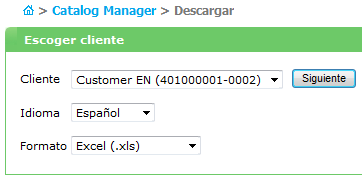 > Catalog Manager > Descargar
Escoger cliente
Cliente Customer EN (401000001-0002) Siguiente
Idioma Español
Formato Excel (.xls)